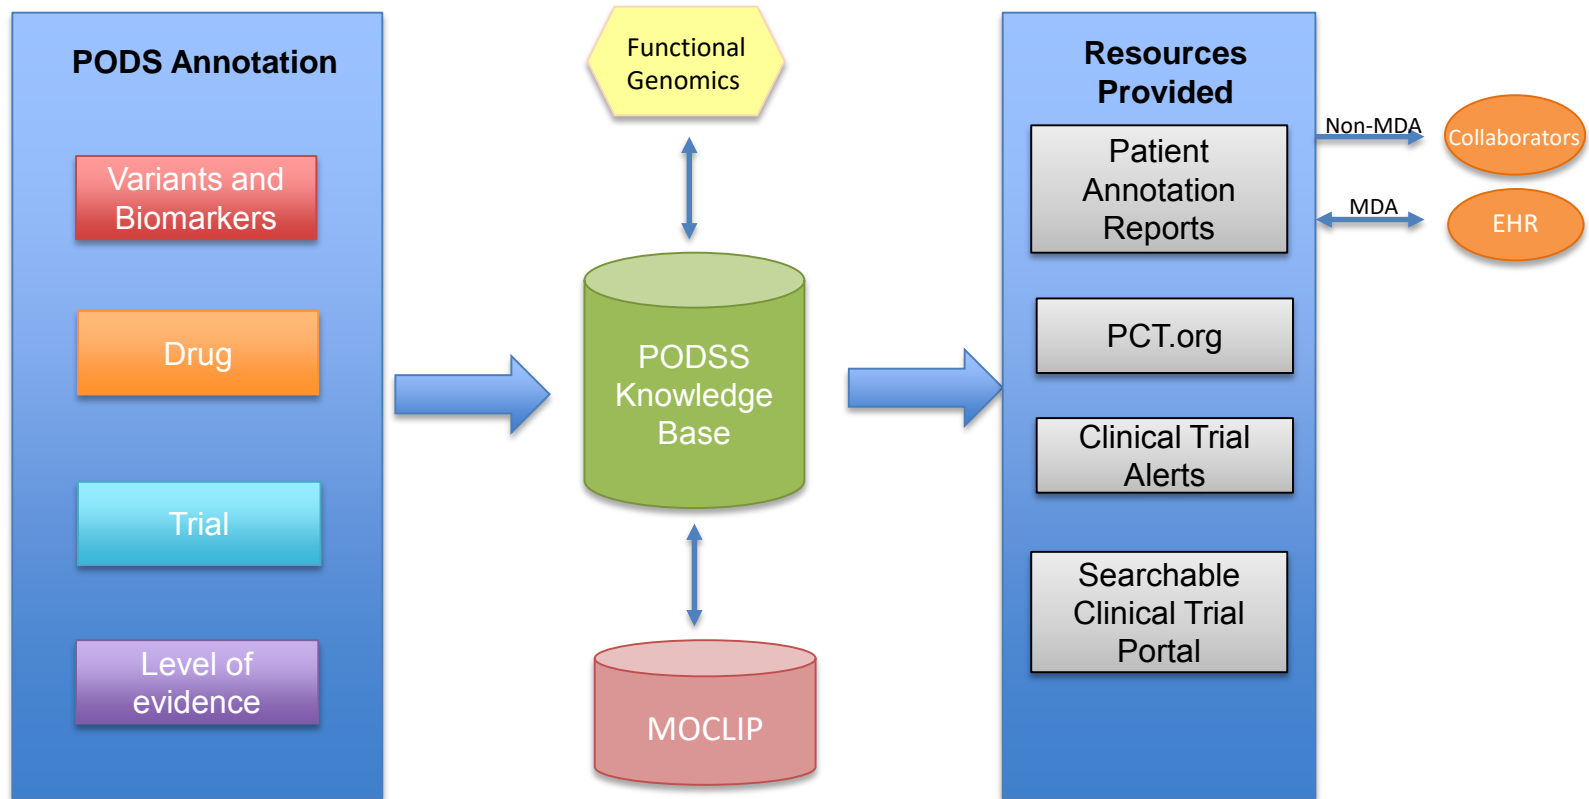 PODS Annotation
Variants and
Biomarkers
Drug
Trial
Level of
evidence
Functional
Genomics
PODSS
Knowledge
Base
MOCLIP
Resources
Provided
Patient
Annotation
Reports
PCT.org
Clinical Trial
Alerts
Searchable
Clinical Trial
Portal
Non-MDA
Collaborators
MDA
EHR